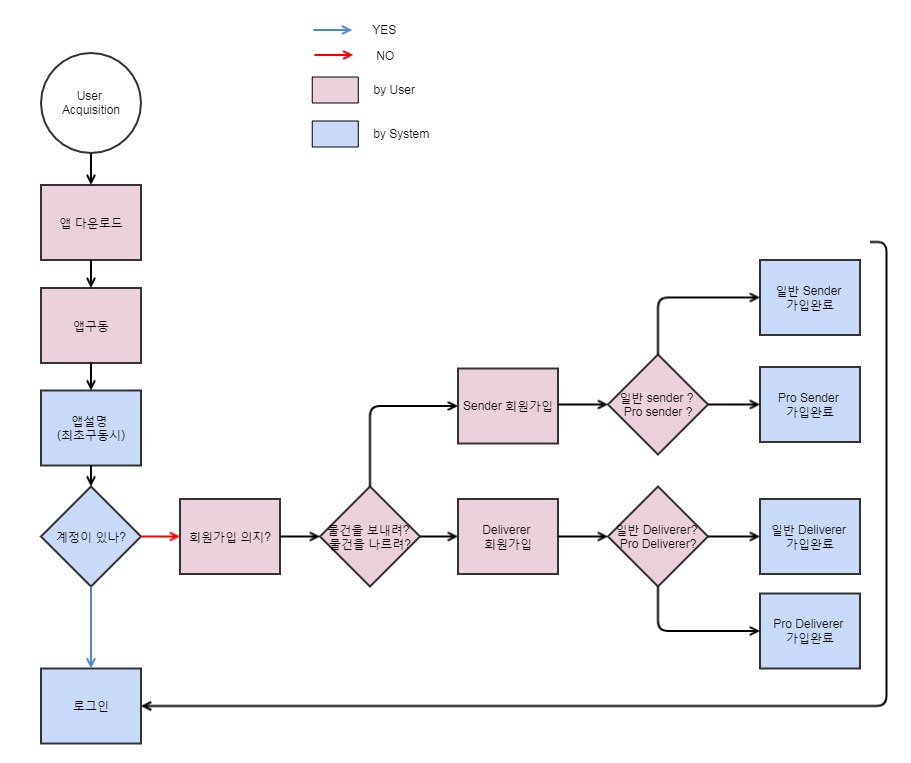 YES
NO
by User
by System
User
Acquisition
앱 다운로드
앱구동
앱설명
(최초구동시)
계정이 있나?
회원가입 의지?
물건을 보내려?
물건을 나르려?
Sender 회원가입
일반 sender ?
Pro sender ?
일반 Sender
가입완료
Pro Sender
가입완료
Deliverer
회원가입
일반 Deliverer?
Pro Deliverer?
일반 Deliverer
가입완료
Pro Deliverer
가입완료
로그인